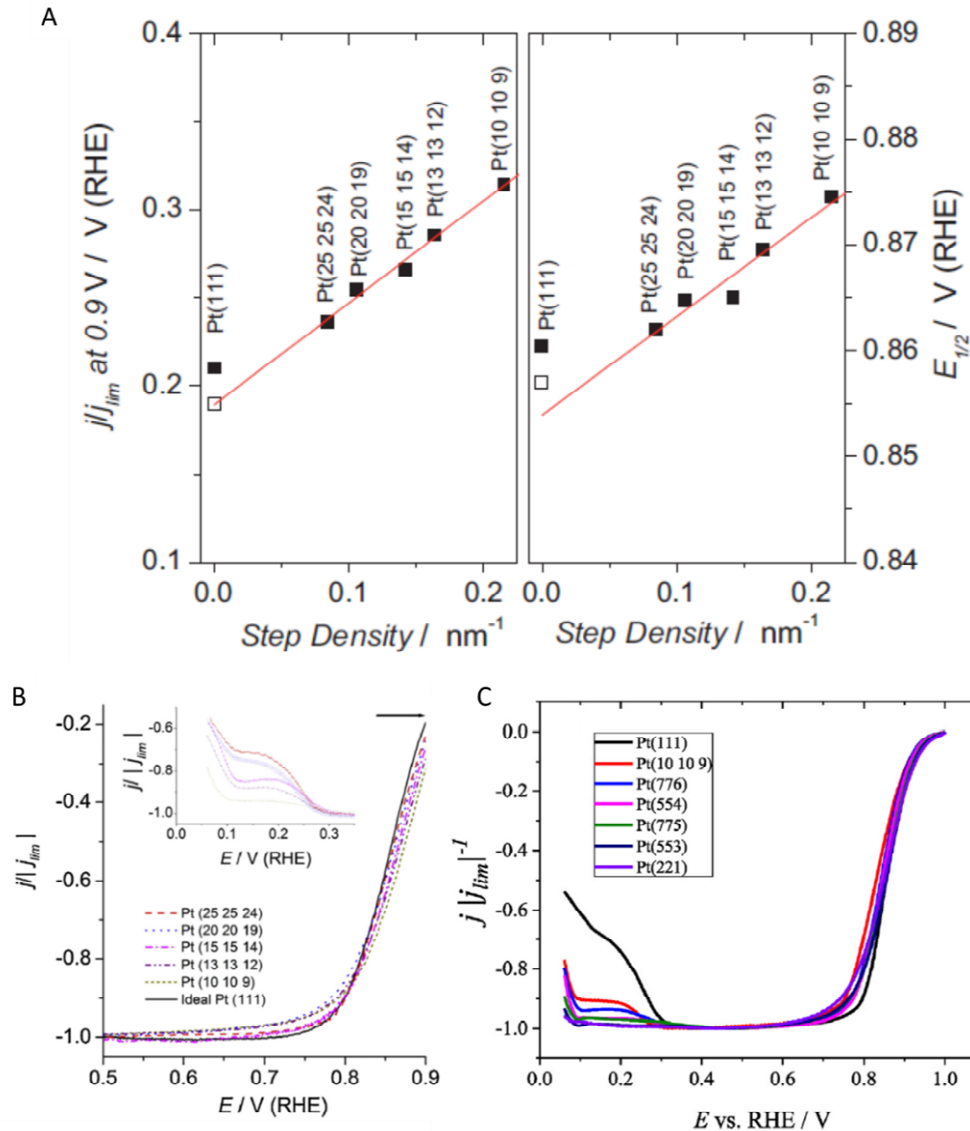 A
0.4
0.3
0.2
0.1
j/j_lim at 0.9 V / V (RHE)
Pt(111)
Pt(25 25 24)
Pt(20 20 19)
Pt(15 15 14)
Pt(13 13 12)
Pt(10 10 9)
0.0 0.1 0.2
Step Density / nm⁻¹
Pt(111)
Pt(25 25 24)
Pt(20 20 19)
Pt(15 15 14)
Pt(13 13 12)
Pt(10 10 9)
0.89
0.88
0.87
0.86
0.85
0.84
E_1/2 / V (RHE)
0.0 0.1 0.2
Step Density / nm⁻¹
B
-0.2
-0.4
-0.6
-0.8
-1.0
j/| j_lim |
-0.6
-0.8
-1.0
j/ | j_lim |
0.0 0.1 0.2 0.3
E / V (RHE)
Pt (25 25 24)
Pt (20 20 19)
Pt (15 15 14)
Pt (13 13 12)
Pt (10 10 9)
Ideal Pt (111)
0.5 0.6 0.7 0.8 0.9
E / V (RHE)
C
0.0
-0.2
-0.4
-0.6
-0.8
-1.0
j |j_lim|⁻¹
Pt(111)
Pt(10 10 9)
Pt(776)
Pt(554)
Pt(775)
Pt(553)
Pt(221)
0.0 0.2 0.4 0.6 0.8 1.0
E vs. RHE / V